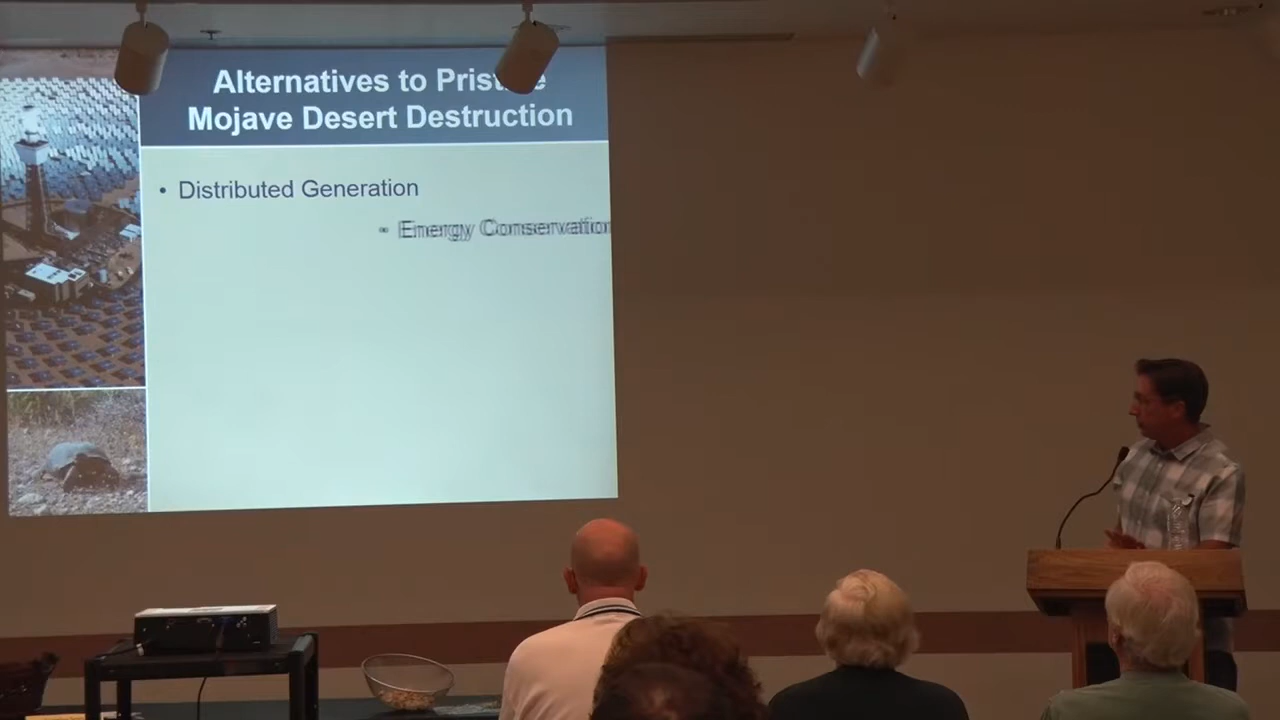 Alternatives to Pristine
Mojave Desert Destruction
• Distributed Generation
• Energy Conservation